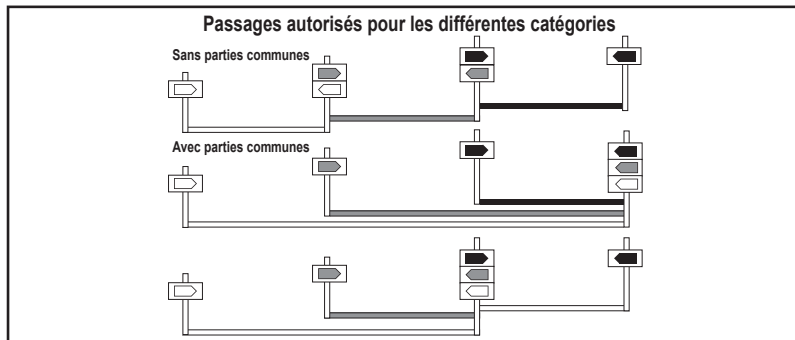 Passages autorisés pour les différentes catégories
Sans parties communes
Avec parties communes